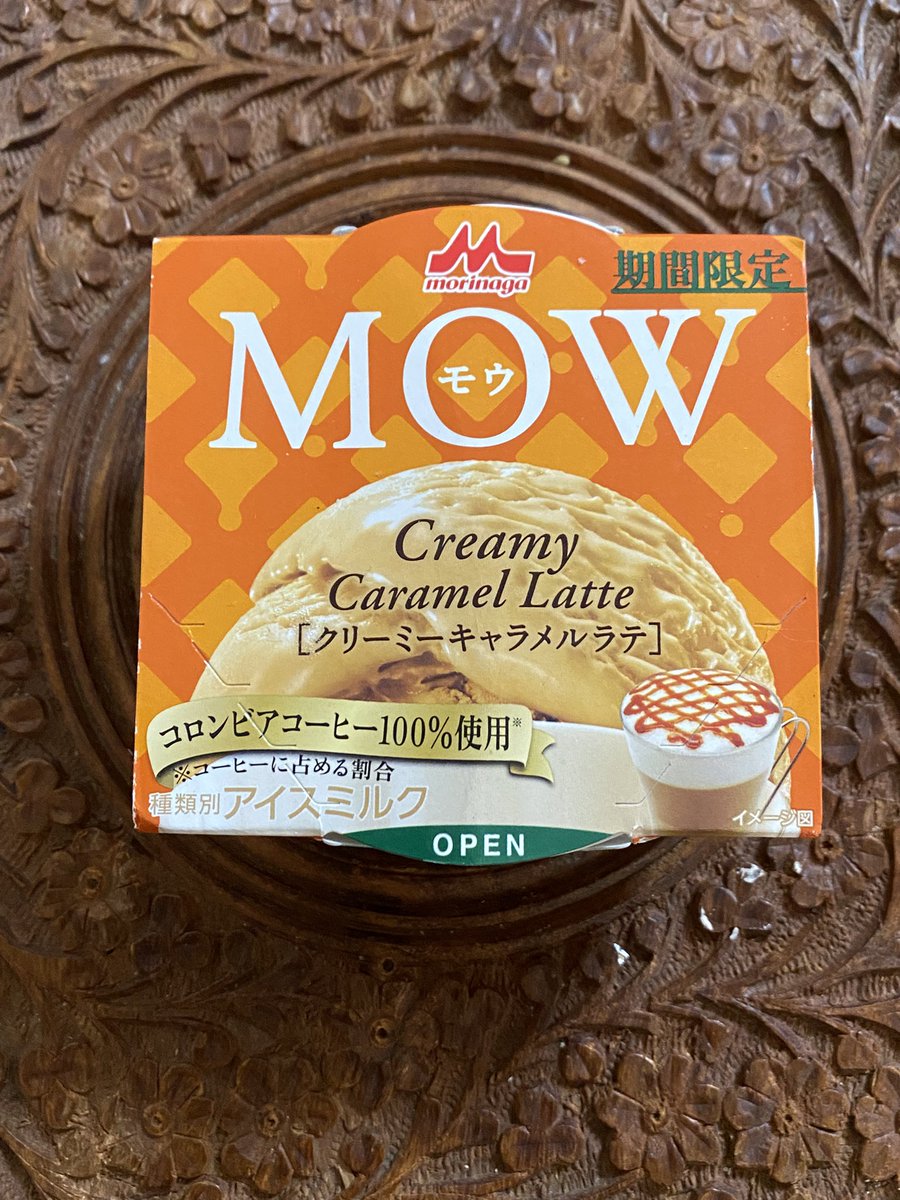 morinaga
期間限定
MOW
モウ
Creamy
Caramel Latte
[クリーミーキャラメルラテ]
コロンビアコーヒー100%使用※
※コーヒーに占める割合
種類別アイスミルク
イメージ図
OPEN